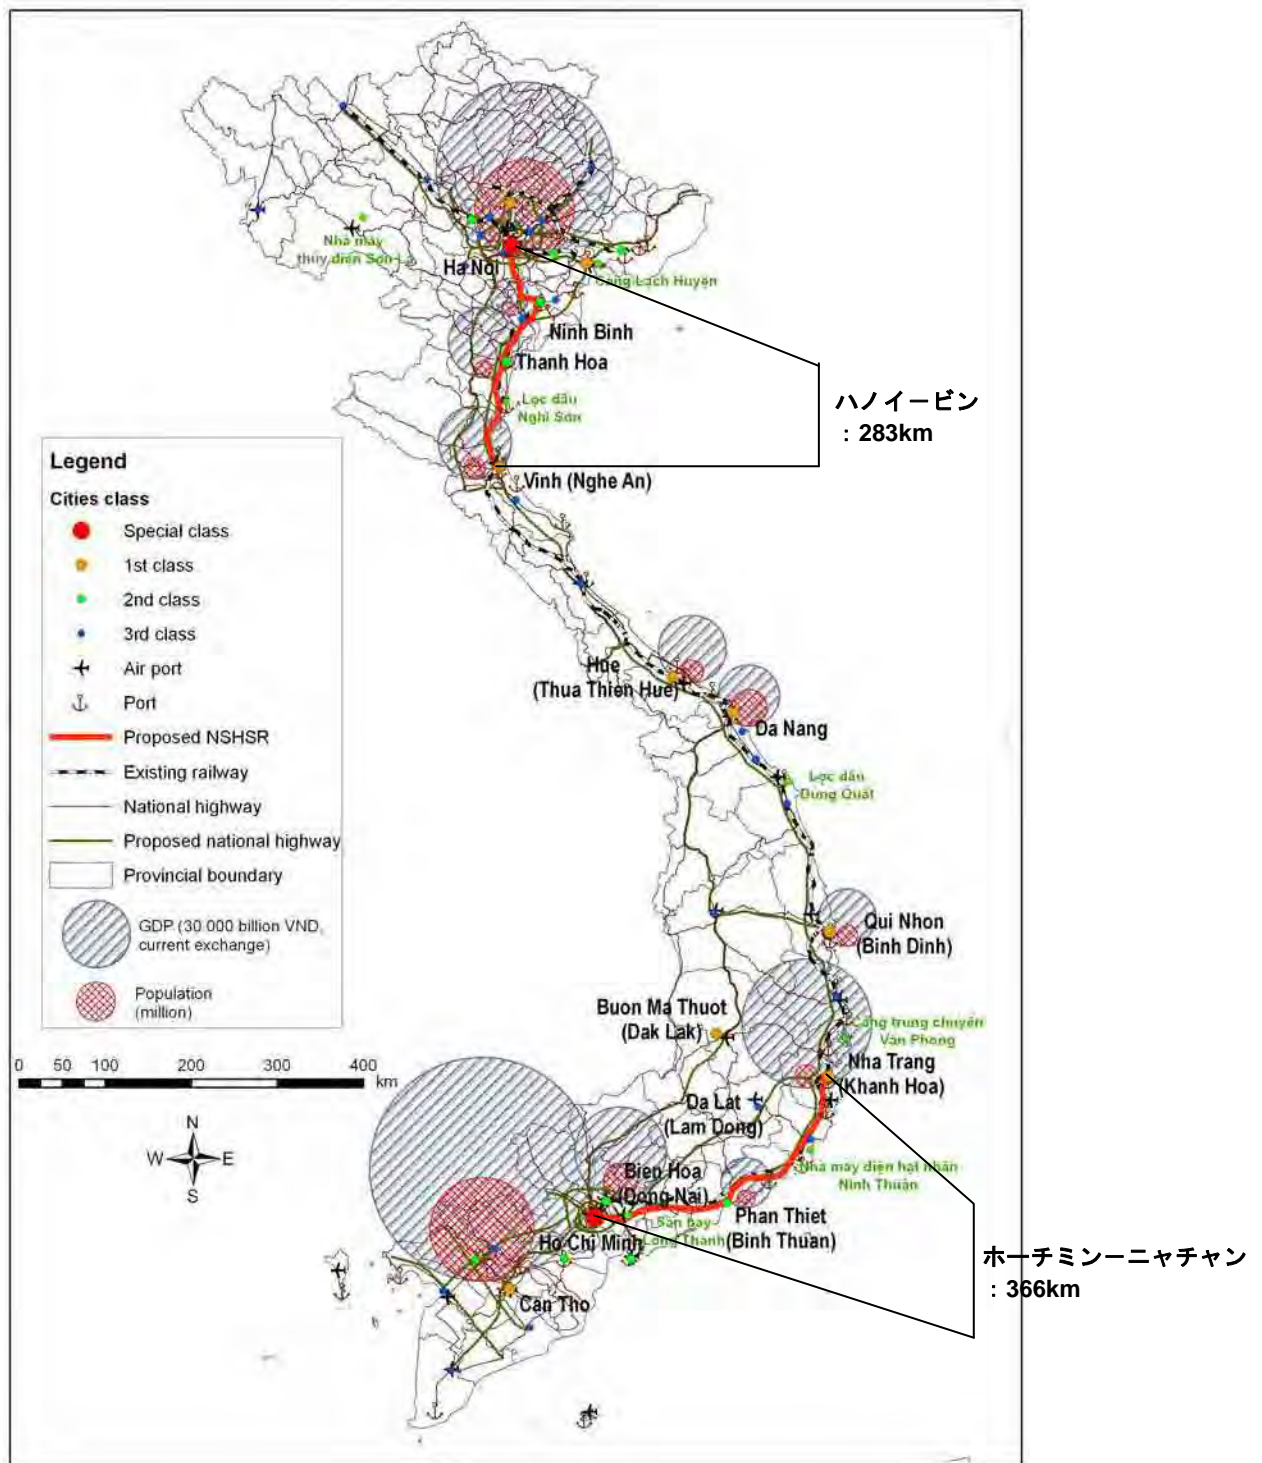 Nhà máy
thủy điện Sơn La
Ha Noi
Cảng Lạch Huyện
Ninh Binh
Thanh Hoa
Lọc dầu
Nghi Sơn
ハノイービン
：283km
Vinh (Nghe An)
Legend
Cities class
Special class
1st class
2nd class
3rd class
Air port
Port
Proposed NSHSR
Existing railway
National highway
Proposed national highway
Provincial boundary
GDP (30 000 billion VND,
current exchange)
Population
(million)
Hue
(Thua Thien Hue)
Da Nang
Lọc dầu
Dung Quất
Qui Nhon
(Binh Dinh)
Buon Ma Thuot
(Dak Lak)
Cảng trung chuyển
Vân Phong
Nha Trang
(Khanh Hoa)
0 50 100 200 300 400
km
N
W E
S
Da Lat
(Lam Dong)
Nhà máy điện hạt nhân
Ninh Thuận
Bien Hoa
(Dong Nai)
Phan Thiet
(Binh Thuan)
Sân bay
Long Thành
Ho Chi Minh
ホーチミンーニャチャン
：366km
Can Tho